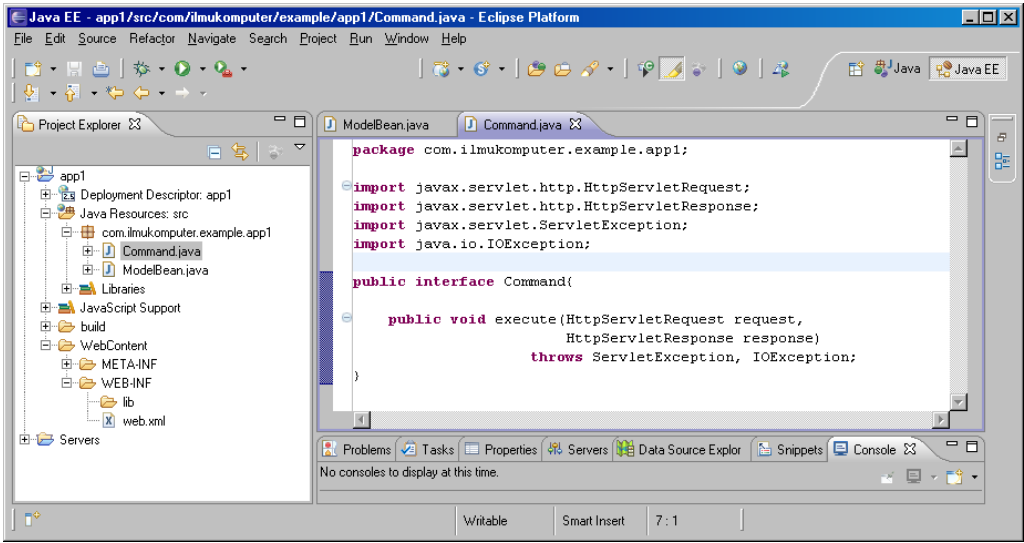 Java EE - app1/src/com/ilmukomputer/example/app1/Command.java - Eclipse Platform
File Edit Source Refactor Navigate Search Project Run Window Help
Java Java EE
Project Explorer
app1
Deployment Descriptor: app1
Java Resources: src
com.ilmukomputer.example.app1
Command.java
ModelBean.java
Libraries
JavaScript Support
build
WebContent
META-INF
WEB-INF
lib
web.xml
Servers
ModelBean.java Command.java
package com.ilmukomputer.example.app1;
import javax.servlet.http.HttpServletRequest;
import javax.servlet.http.HttpServletResponse;
import javax.servlet.ServletException;
import java.io.IOException;
public interface Command{
public void execute(HttpServletRequest request,
HttpServletResponse response)
throws ServletException, IOException;
}
Problems Tasks Properties Servers Data Source Explor Snippets Console
No consoles to display at this time.
Writable Smart Insert 7 : 1